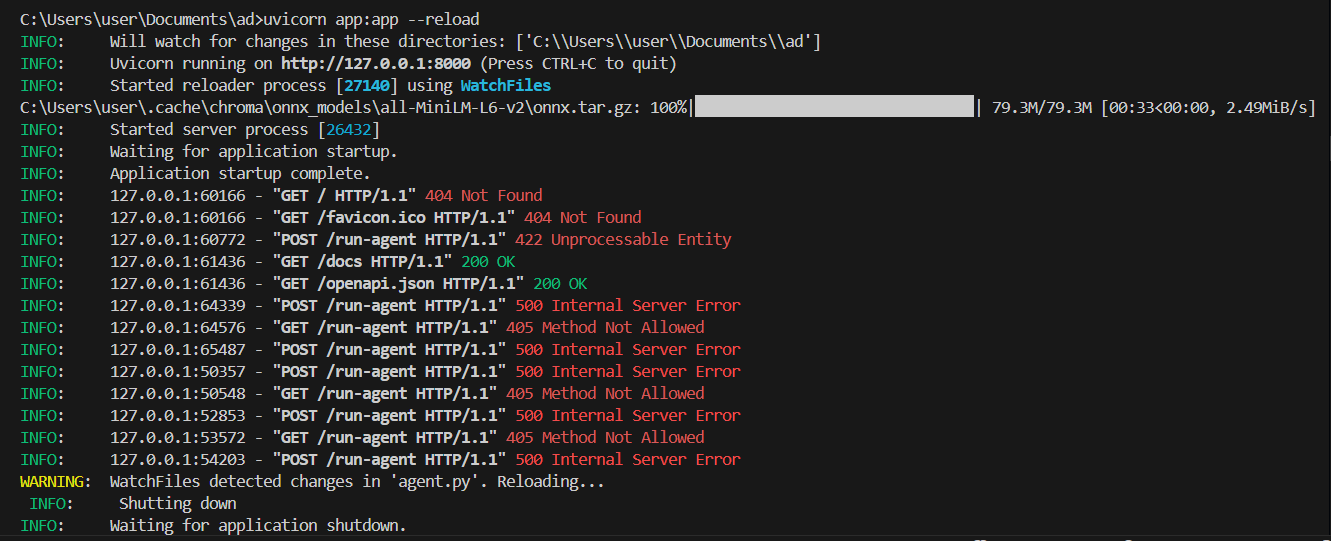 C:\Users\user\Documents\ad>uvicorn app:app --reload
INFO:     Will watch for changes in these directories: ['C:\\Users\\user\\Documents\\ad']
INFO:     Uvicorn running on http://127.0.0.1:8000 (Press CTRL+C to quit)
INFO:     Started reloader process [27140] using WatchFiles
C:\Users\user\.cache\chroma\onnx_models\all-MiniLM-L6-v2\onnx.tar.gz: 100%|██████████| 79.3M/79.3M [00:33<00:00, 2.49MiB/s]
INFO:     Started server process [26432]
INFO:     Waiting for application startup.
INFO:     Application startup complete.
INFO:     127.0.0.1:60166 - "GET / HTTP/1.1" 404 Not Found
INFO:     127.0.0.1:60166 - "GET /favicon.ico HTTP/1.1" 404 Not Found
INFO:     127.0.0.1:60772 - "POST /run-agent HTTP/1.1" 422 Unprocessable Entity
INFO:     127.0.0.1:61436 - "GET /docs HTTP/1.1" 200 OK
INFO:     127.0.0.1:61436 - "GET /openapi.json HTTP/1.1" 200 OK
INFO:     127.0.0.1:64339 - "POST /run-agent HTTP/1.1" 500 Internal Server Error
INFO:     127.0.0.1:64576 - "GET /run-agent HTTP/1.1" 405 Method Not Allowed
INFO:     127.0.0.1:65487 - "POST /run-agent HTTP/1.1" 500 Internal Server Error
INFO:     127.0.0.1:50357 - "POST /run-agent HTTP/1.1" 500 Internal Server Error
INFO:     127.0.0.1:50548 - "GET /run-agent HTTP/1.1" 405 Method Not Allowed
INFO:     127.0.0.1:52853 - "POST /run-agent HTTP/1.1" 500 Internal Server Error
INFO:     127.0.0.1:53572 - "GET /run-agent HTTP/1.1" 405 Method Not Allowed
INFO:     127.0.0.1:54203 - "POST /run-agent HTTP/1.1" 500 Internal Server Error
WARNING:  WatchFiles detected changes in 'agent.py'. Reloading...
 INFO:     Shutting down
INFO:     Waiting for application shutdown.